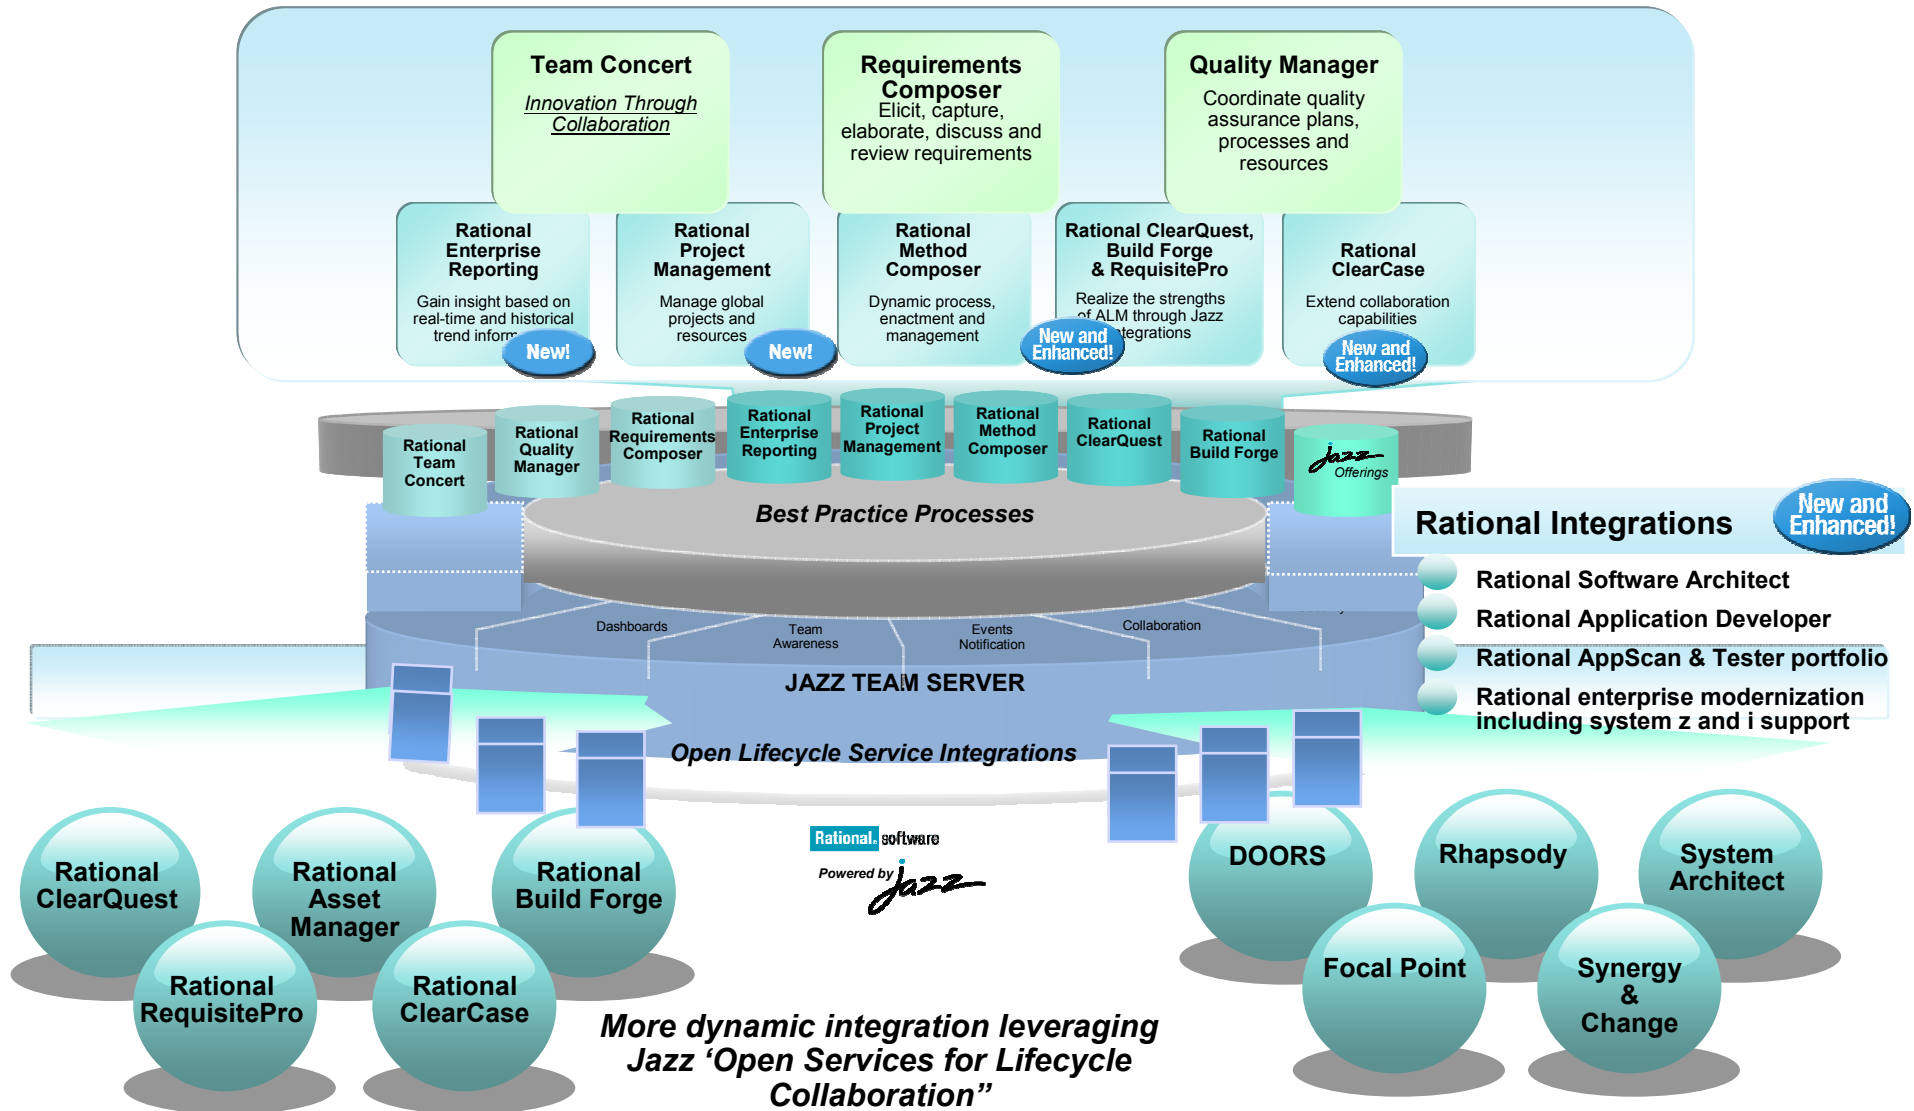 Team Concert
Innovation Through
Collaboration
Requirements
Composer
Elicit, capture,
elaborate, discuss and
review requirements
Quality Manager
Coordinate quality
assurance plans,
processes and
resources
Rational
Enterprise
Reporting
Gain insight based on
real-time and historical
trend inform
New!
Rational
Project
Management
Manage global
projects and
resources
New!
Rational
Method
Composer
Dynamic process,
enactment and
management
New and
Enhanced!
Rational ClearQuest,
Build Forge
& RequisitePro
Realize the strengths
of ALM through Jazz
integrations
Rational
ClearCase
Extend collaboration
capabilities
New and
Enhanced!
Rational
Team
Concert
Rational
Quality
Manager
Rational
Requirements
Composer
Rational
Enterprise
Reporting
Rational
Project
Management
Rational
Method
Composer
Rational
ClearQuest
Rational
Build Forge
jazz
Offerings
Best Practice Processes
Rational Integrations
New and
Enhanced!
Rational Software Architect
Rational Application Developer
Rational AppScan & Tester portfolio
Rational enterprise modernization
including system z and i support
Dashboards
Team
Awareness
Events
Notification
Collaboration
JAZZ TEAM SERVER
Open Lifecycle Service Integrations
Rational. software
Powered by
jazz
Rational
ClearQuest
Rational
Asset
Manager
Rational
Build Forge
Rational
RequisitePro
Rational
ClearCase
DOORS
Rhapsody
System
Architect
Focal Point
Synergy
&
Change
More dynamic integration leveraging
Jazz ‘Open Services for Lifecycle
Collaboration”